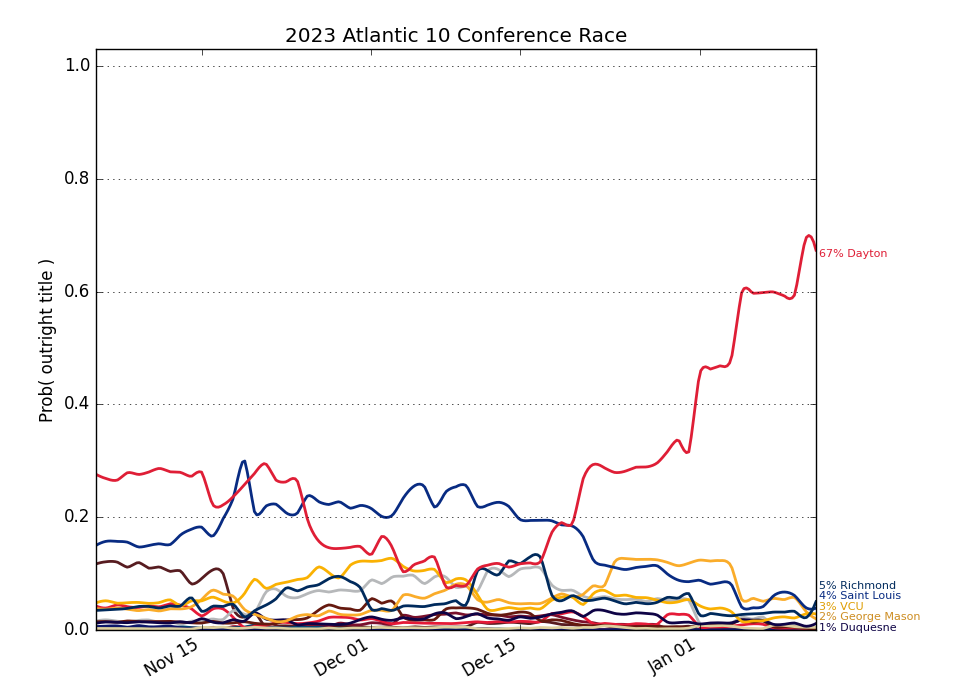 2023 Atlantic 10 Conference Race
1.0
0.8
0.6
0.4
0.2
0.0
Prob( outright title )
67% Dayton
5% Richmond
4% Saint Louis
3% VCU
2% George Mason
1% Duquesne
Nov 15
Dec 01
Dec 15
Jan 01